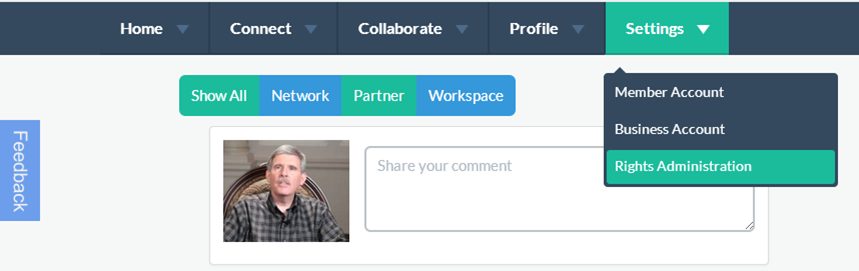 Home Connect Collaborate Profile Settings
Member Account
Business Account
Rights Administration
Show All Network Partner Workspace
Share your comment
Feedback